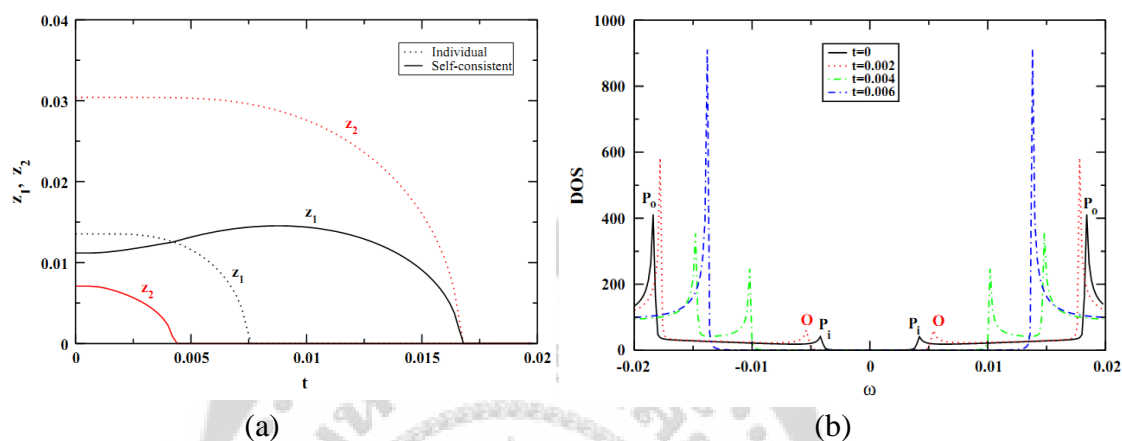 0.04
0.03
0.02
0.01
0
z₁, z₂
Individual
Self-consistent
z₂
z₁
z₁
z₂
0
0.005
0.01
0.015
0.02
t
(a)
1000
800
600
400
200
0
DOS
t=0
t=0.002
t=0.004
t=0.006
Pₒ
Pₒ
O
Pᵢ
Pᵢ
O
-0.02
-0.01
0
0.01
0.02
ω
(b)